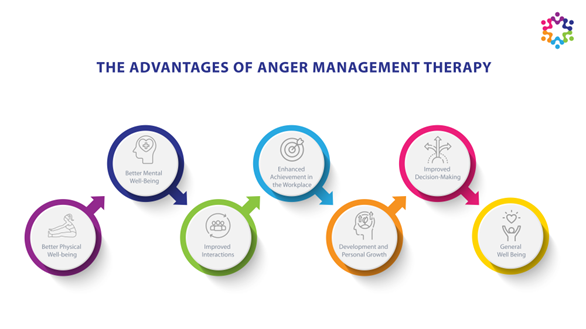 THE ADVANTAGES OF ANGER MANAGEMENT THERAPY
Better Physical
Well-being
Better Mental
Well-Being
Improved
Interactions
Enhanced
Achievement in
the Workplace
Development and
Personal Growth
Improved
Decision-Making
General
Well Being